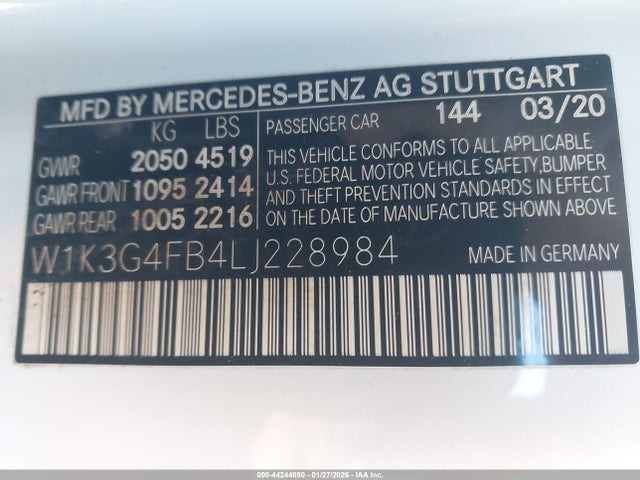 MFD BY MERCEDES-BENZ AG STUTTGART
KG LBS PASSENGER CAR 144 03/20
GVWR 2050 4519 THIS VEHICLE CONFORMS TO ALL APPLICABLE
GAWR FRONT 1095 2414 U.S. FEDERAL MOTOR VEHICLE SAFETY, BUMPER
AND THEFT PREVENTION STANDARDS IN EFFECT
GAWR REAR 1005 2216 ON THE DATE OF MANUFACTURE SHOWN ABOVE.
W1K3G4FB4LJ228984 MADE IN GERMANY
000-44244890 - 01/27/2026 - IAA Inc.